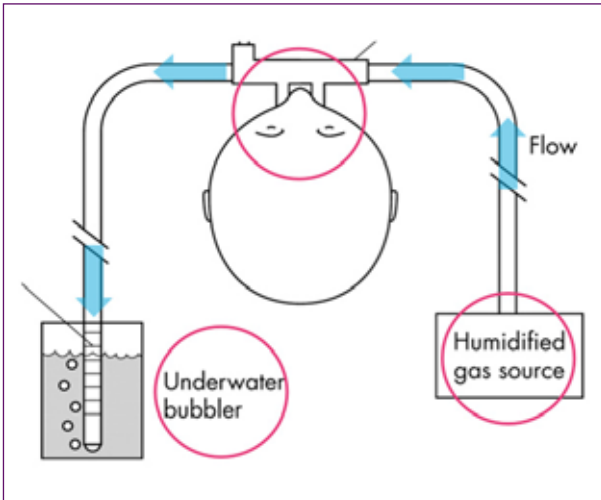 Flow
Humidified
gas source
Underwater
bubbler